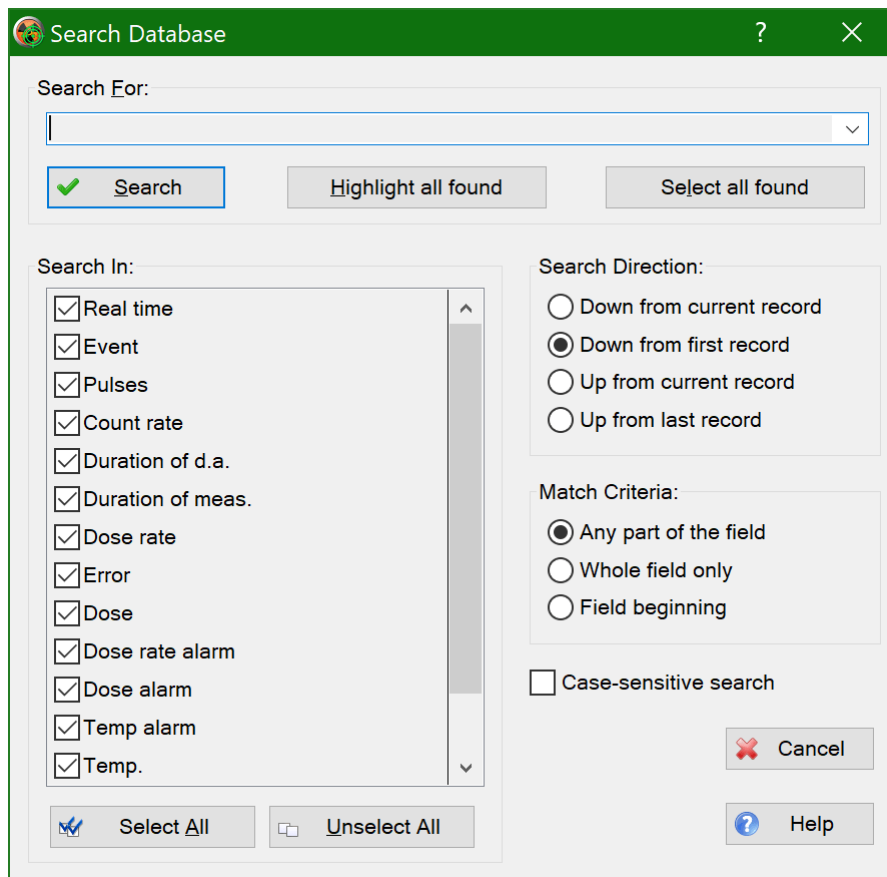 Search Database
?
Search For:
Search
Highlight all found
Select all found
Search In:
Real time
Event
Pulses
Count rate
Duration of d.a.
Duration of meas.
Dose rate
Error
Dose
Dose rate alarm
Dose alarm
Temp alarm
Temp.
Select All
Unselect All
Search Direction:
Down from current record
Down from first record
Up from current record
Up from last record
Match Criteria:
Any part of the field
Whole field only
Field beginning
Case-sensitive search
Cancel
? Help